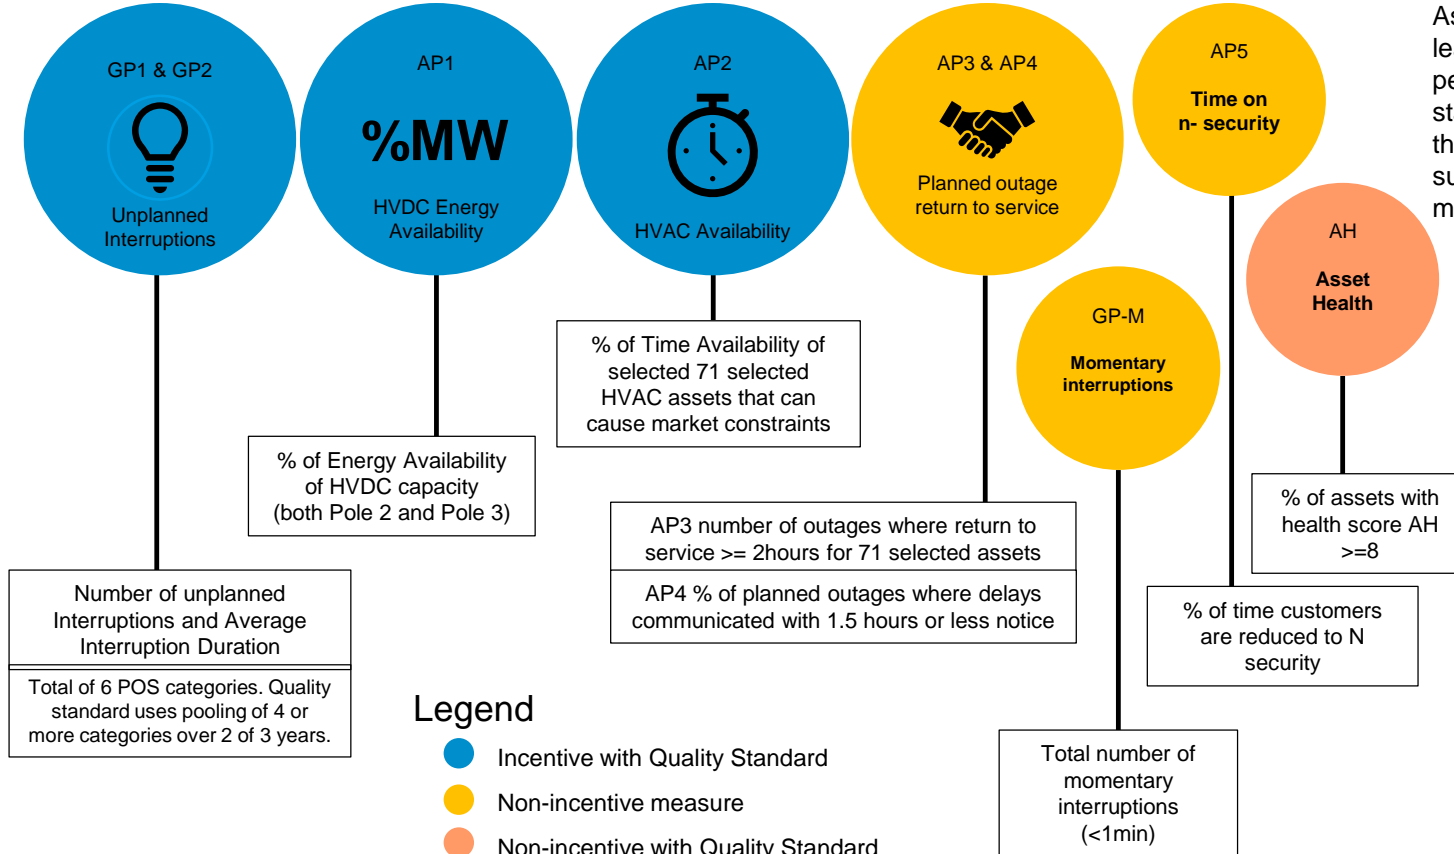 GP1 & GP2
Unplanned
Interruptions
AP1
%MW
HVDC Energy
Availability
AP2
HVAC Availability
AP3 & AP4
Planned outage
return to service
AP5
Time on
n- security
GP-M
Momentary
interruptions
AH
Asset
Health
% of Time Availability of
selected 71 selected
HVAC assets that can
cause market constraints
% of Energy Availability
of HVDC capacity
(both Pole 2 and Pole 3)
AP3 number of outages where return to
service >= 2hours for 71 selected assets
AP4 % of planned outages where delays
communicated with 1.5 hours or less notice
% of assets with
health score AH
>=8
% of time customers
are reduced to N
security
Number of unplanned
Interruptions and Average
Interruption Duration
Total of 6 POS categories. Quality
standard uses pooling of 4 or
more categories over 2 of 3 years.
Total number of
momentary
interruptions
(<1min)
Legend
Incentive with Quality Standard
Non-incentive measure
Non-incentive with Quality Standard